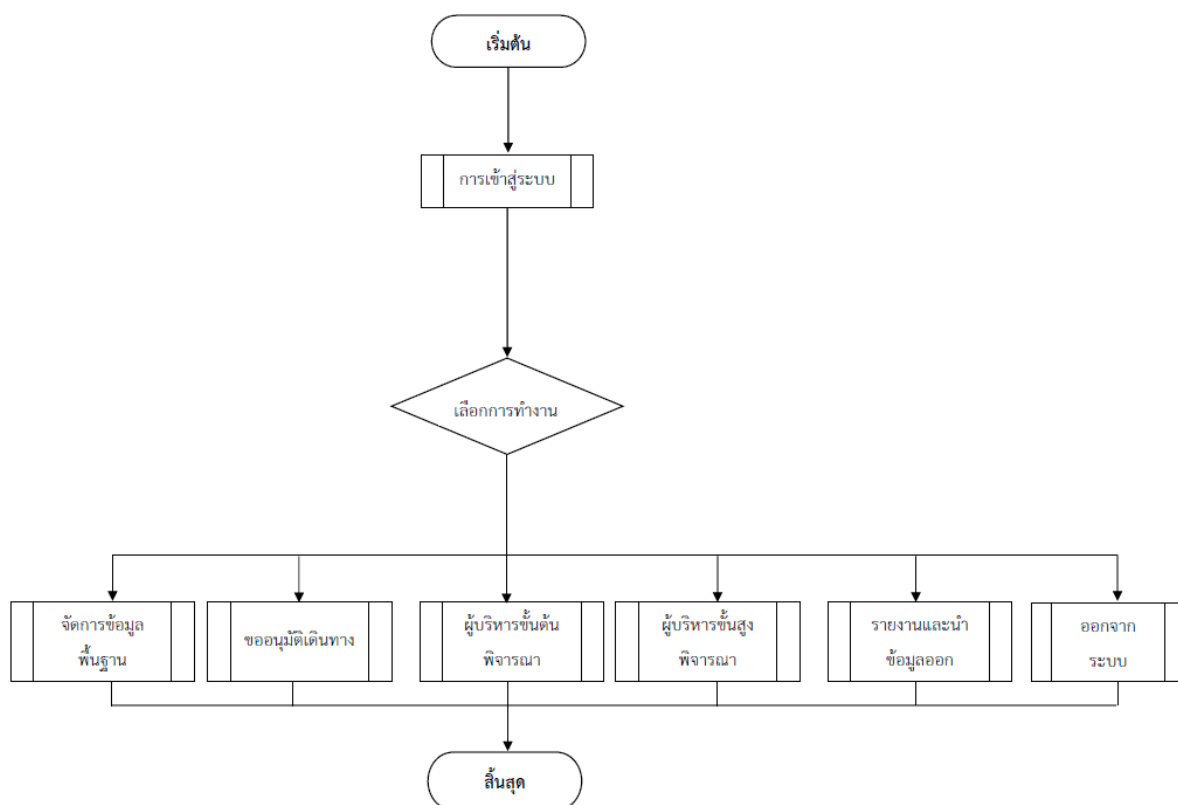 เริ่มต้น
การเข้าสู่ระบบ
เลือกการทำงาน
จัดการข้อมูล
พื้นฐาน
ขออนุมัติเดินทาง
ผู้บริหารขั้นต้น
พิจารณา
ผู้บริหารขั้นสูง
พิจารณา
รายงานและนำ
ข้อมูลออก
ออกจาก
ระบบ
สิ้นสุด